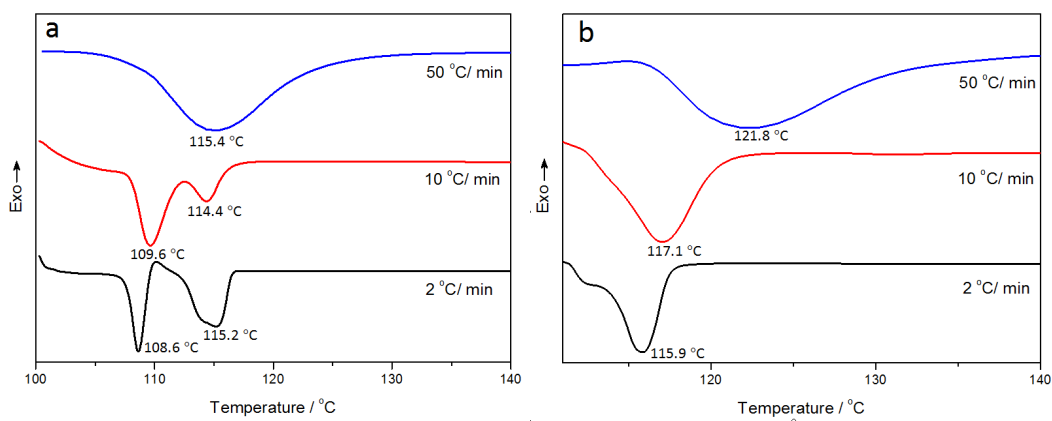 a
50 °C/ min
115.4 °C
10 °C/ min
114.4 °C
109.6 °C
2 °C/ min
115.2 °C
108.6 °C
Exo→
100 110 120 130 140
Temperature / °C
b
50 °C/ min
121.8 °C
10 °C/ min
117.1 °C
2 °C/ min
115.9 °C
Exo→
120 130 140
Temperature / °C